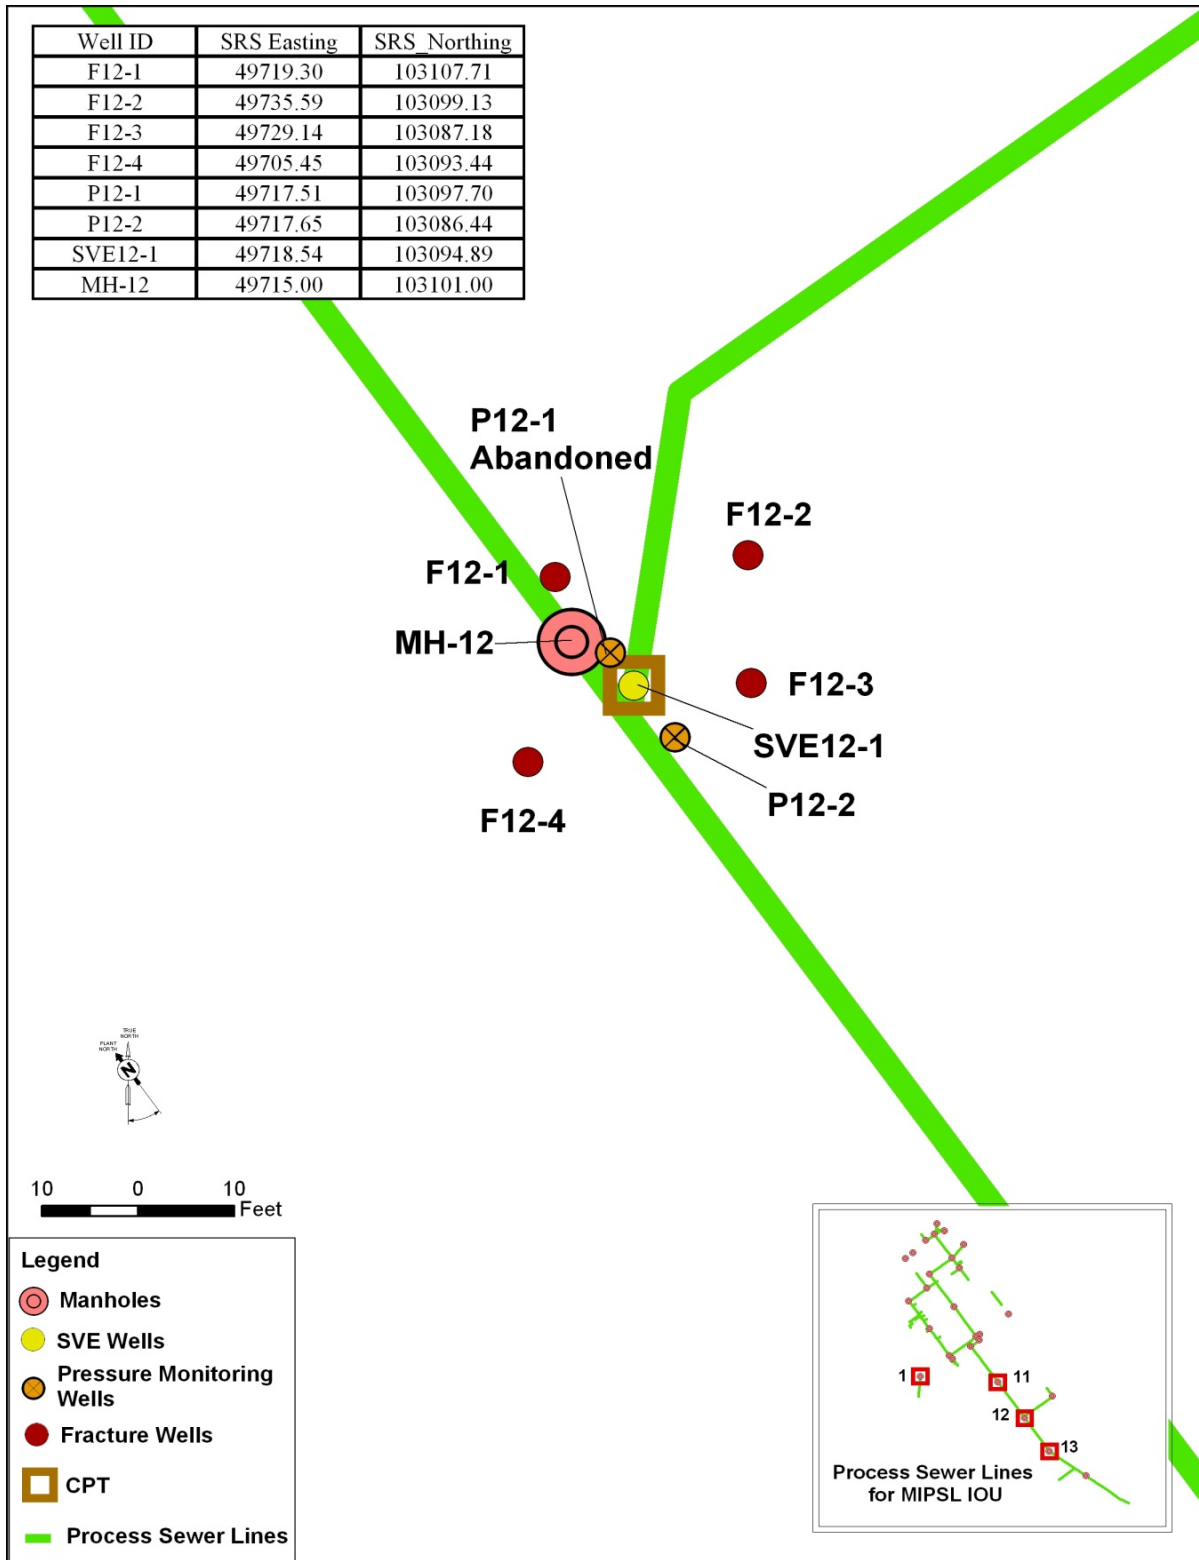 Well ID SRS Easting SRS_Northing
F12-1 49719.30 103107.71
F12-2 49735.59 103099.13
F12-3 49729.14 103087.18
F12-4 49705.45 103093.44
P12-1 49717.51 103097.70
P12-2 49717.65 103086.44
SVE12-1 49718.54 103094.89
MH-12 49715.00 103101.00
P12-1
Abandoned
F12-2
F12-1
MH-12
F12-3
SVE12-1
P12-2
F12-4
TRUE
NORTH
PLANT
NORTH
N
10 0 10
Feet
Legend
Manholes
SVE Wells
Pressure Monitoring
Wells
Fracture Wells
CPT
Process Sewer Lines
1
11
12
13
Process Sewer Lines
for MIPSL IOU